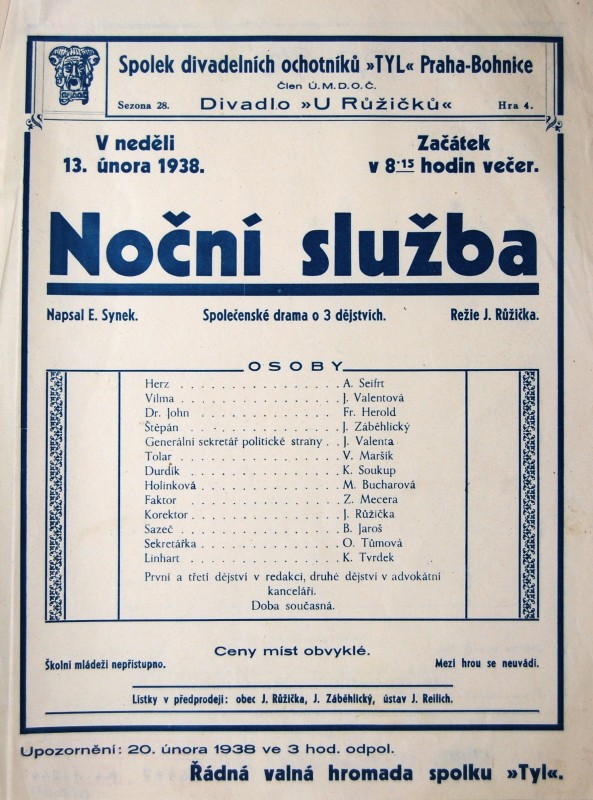 Spolek divadelních ochotníků »TYL« Praha-Bohnice
Člen Ú.M.D.O.Č.
Sezona 28. Divadlo »U Růžičků« Hra 4.
V neděli
13. února 1938.
Začátek
v 8·15 hodin večer.
Noční služba
Napsal E. Synek. Společenské drama o 3 dějstvích. Režie J. Růžička.
OSOBY
Herz . . . . . . . . . . . . . . . . A. Seifrt
Vilma . . . . . . . . . . . . . . . . J. Valentová
Dr. John . . . . . . . . . . . . . . Fr. Herold
Štěpán . . . . . . . . . . . . . . . J. Záběhlický
Generální sekretář politické strany . . J. Valenta
Tolar . . . . . . . . . . . . . . . . V. Maršík
Durdík . . . . . . . . . . . . . . . K. Soukup
Holinková . . . . . . . . . . . . . M. Bucharová
Faktor . . . . . . . . . . . . . . . Z. Mecera
Korektor . . . . . . . . . . . . . . J. Růžička
Sazeč . . . . . . . . . . . . . . . . B. Jaroš
Sekretářka . . . . . . . . . . . . . O. Tůmová
Linhart . . . . . . . . . . . . . . . K. Tvrdek
První a třetí dějství v redakci, druhé dějství v advokátní
kanceláři.
Doba současná.
Ceny míst obvyklé.
Školní mládeži nepřístupno. Mezi hrou se neuvádí.
Lístky v předprodeji: obec J. Růžička, J. Záběhlický, ústav J. Reilich.
Upozornění: 20. února 1938 ve 3 hod. odpol.
Řádná valná hromada spolku »Tyl«.